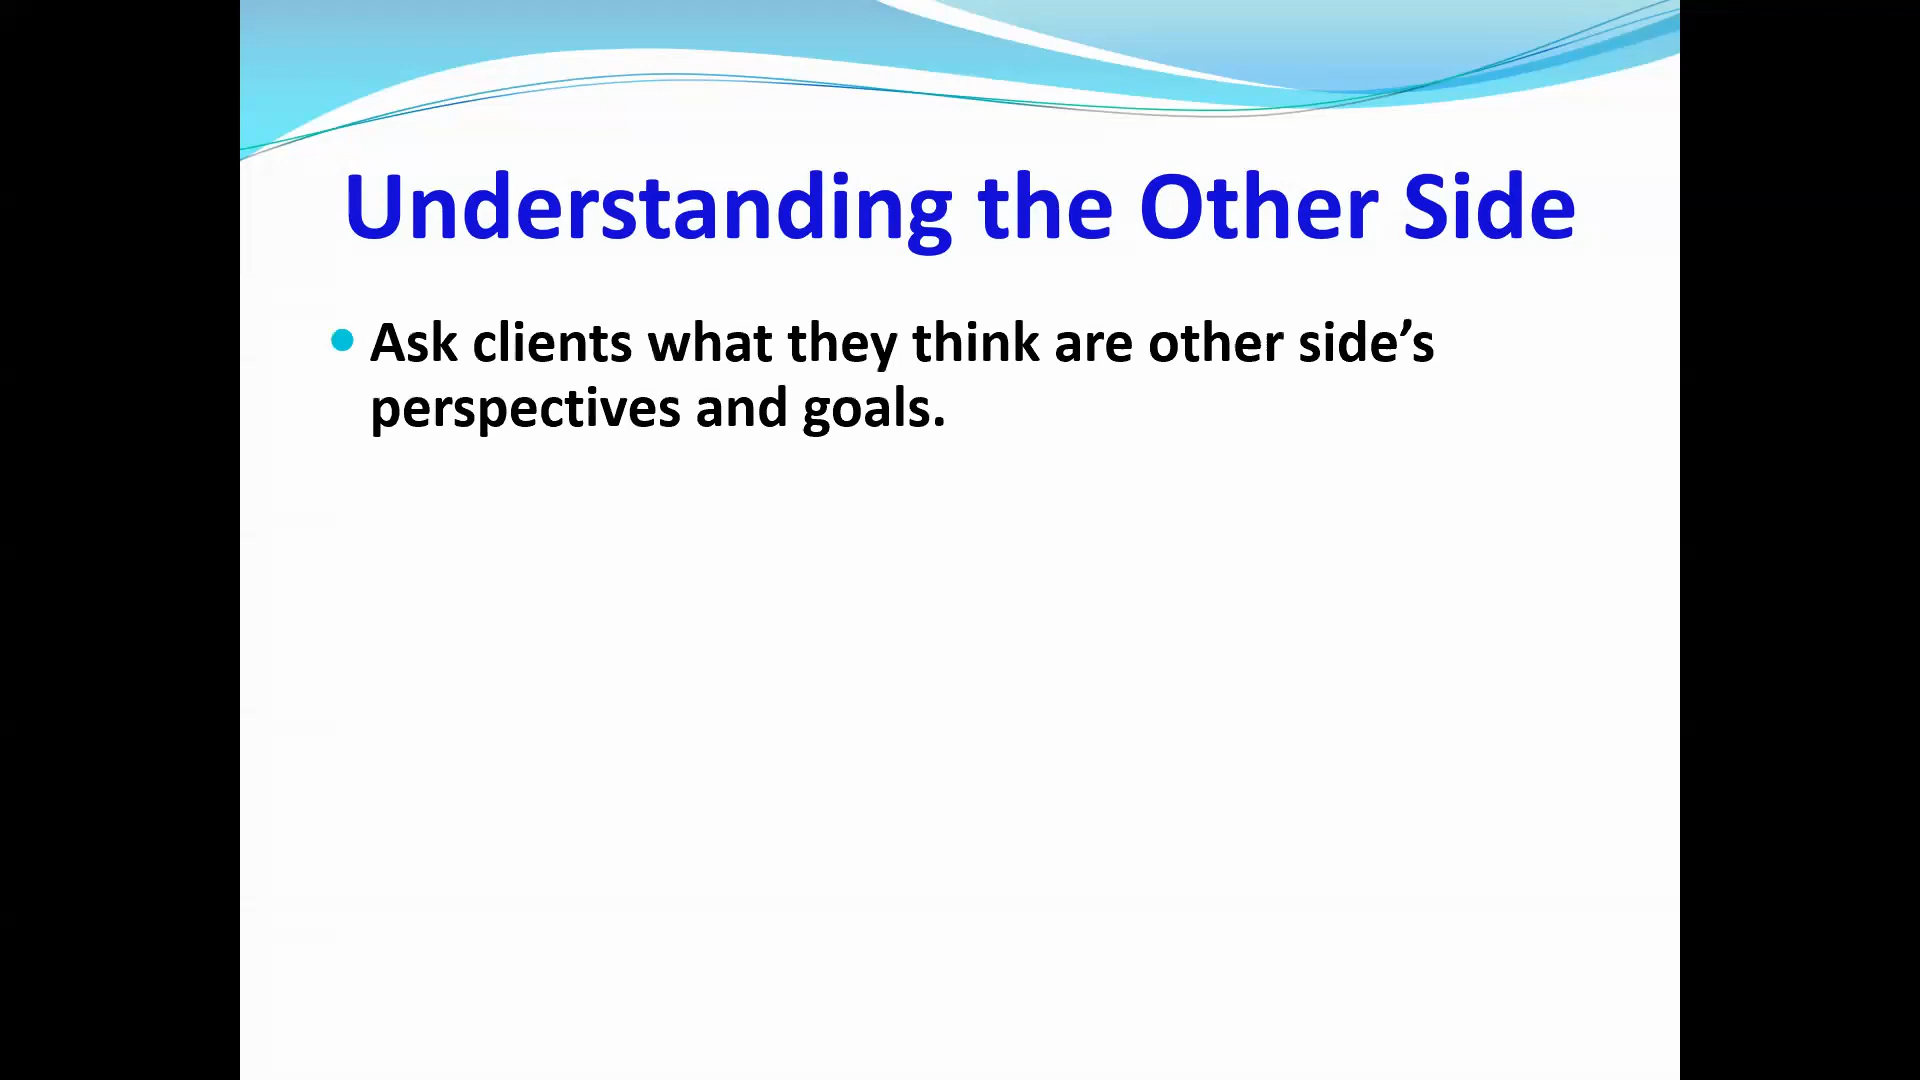 Understanding the Other Side
• Ask clients what they think are other side’s
perspectives and goals.